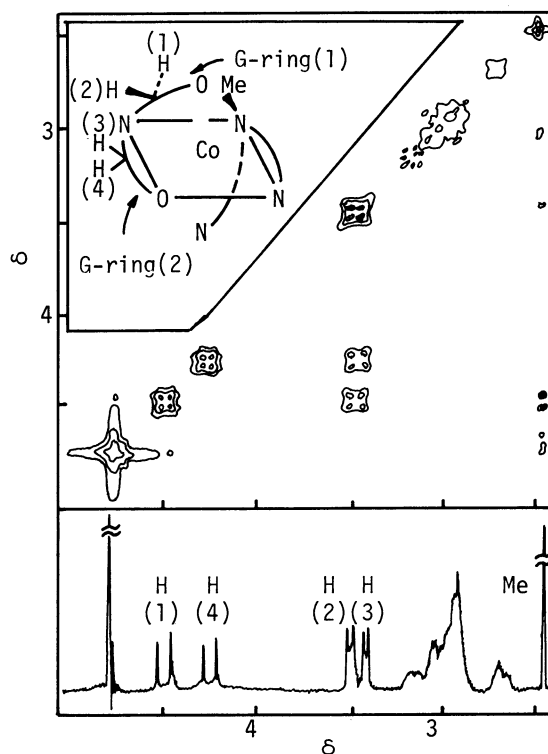 (1)
H
G-ring(1)
O
Me
(2)H
(3)N
N
H
Co
H
(4)
O
N
N
G-ring(2)
3
δ
4
H H H H Me
(1) (4) (2) (3)
4 3
δ